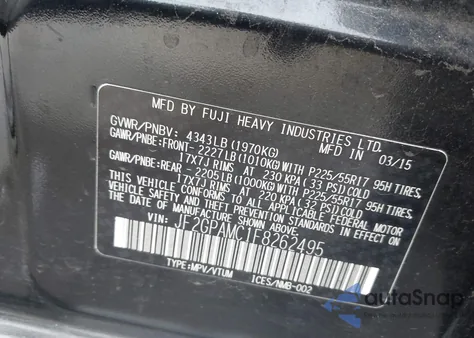 MFD BY FUJI HEAVY INDUSTRIES LTD.
GVWR/PNBV: 4343LB (1970KG) MFD IN 03/15
GAWR/PNBE: FRONT- 2227LB (1010KG) WITH P225/55R17 95H TIRES,
17X7J RIMS AT 230 KPA (33 PSI) COLD
GAWR/PNBE: REAR - 2205LB (1000KG) WITH P225/55R17 95H TIRES,
17X7J RIMS AT 220 KPA (32 PSI) COLD
THIS VEHICLE CONFORMS TO ALL APPLICABLE FEDERAL MOTOR
VEHICLE SAFETY STANDARDS IN EFFECT ON THE DATE OF
MANUFACTURE SHOWN ABOVE.
VIN: JF2GPAMC1F8262495
TYPE:MPV/VTUM ICES/NMB-002
autoSnap